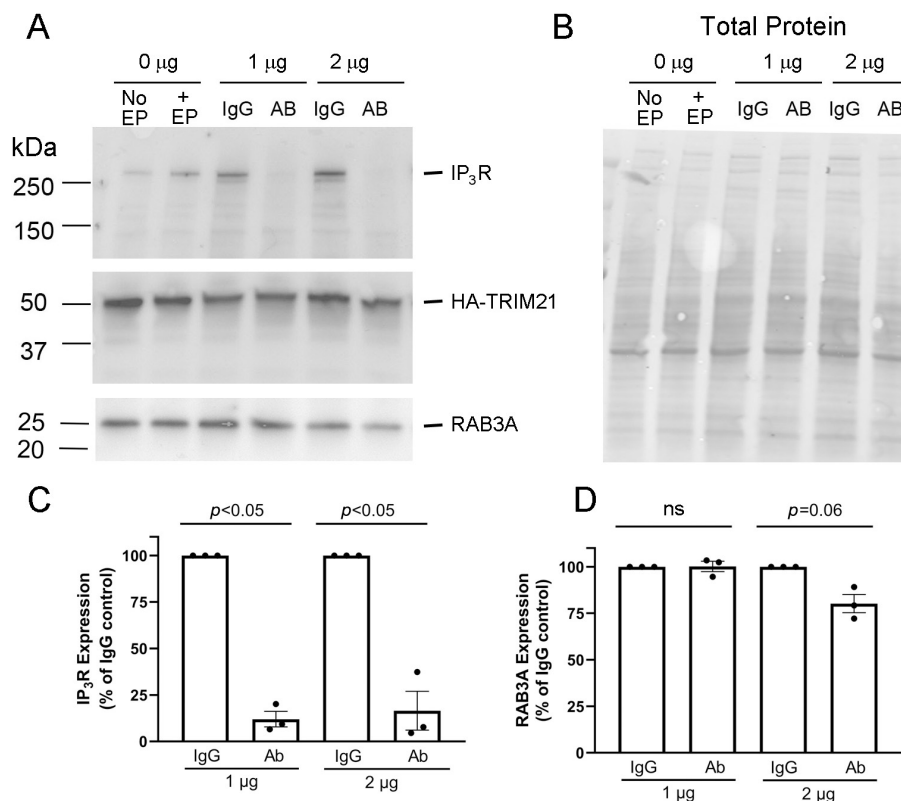 A
0 µg 1 µg 2 µg
No EP + EP IgG AB IgG AB
kDa
250
150
IP₃R
50
37
HA-TRIM21
25
20
RAB3A
B
Total Protein
0 µg 1 µg 2 µg
No EP + EP IgG AB IgG AB
C
p<0.05 p<0.05
IP₃R Expression
(% of IgG control)
100
75
50
25
0
IgG Ab IgG Ab
1 µg 2 µg
D
ns p=0.06
RAB3A Expression
(% of IgG control)
100
75
50
25
0
IgG Ab IgG Ab
1 µg 2 µg